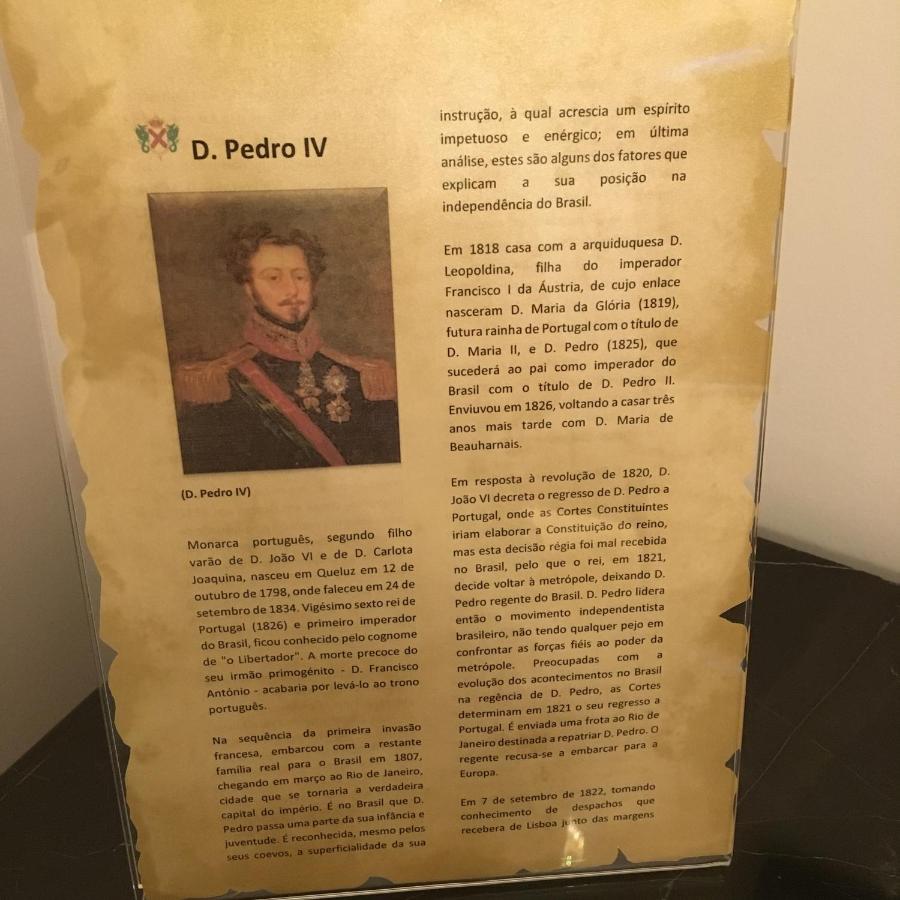 D. Pedro IV
(D. Pedro IV)
Monarca português, segundo filho
varão de D. João VI e de D. Carlota
Joaquina, nasceu em Queluz em 12 de
outubro de 1798, onde faleceu em 24 de
setembro de 1834. Vigésimo sexto rei de
Portugal (1826) e primeiro imperador
do Brasil, ficou conhecido pelo cognome
de "o Libertador". A morte precoce do
seu irmão primogénito - D. Francisco
António - acabaria por levá-lo ao trono
português.
Na sequência da primeira invasão
francesa, embarcou com a restante
família real para o Brasil em 1807,
chegando em março ao Rio de Janeiro,
cidade que se tornaria a verdadeira
capital do império. É no Brasil que D.
Pedro passa uma parte da sua infância e
juventude. É reconhecida, mesmo pelos
seus coevos, a superficialidade da sua
instrução, à qual acrescia um espírito
impetuoso e enérgico; em última
análise, estes são alguns dos fatores que
explicam a sua posição na
independência do Brasil.
Em 1818 casa com a arquiduquesa D.
Leopoldina, filha do imperador
Francisco I da Áustria, de cujo enlace
nasceram D. Maria da Glória (1819),
futura rainha de Portugal com o título de
D. Maria II, e D. Pedro (1825), que
sucederá ao pai como imperador do
Brasil com o título de D. Pedro II.
Enviuvou em 1826, voltando a casar três
anos mais tarde com D. Maria de
Beauharnais.
Em resposta à revolução de 1820, D.
João VI decreta o regresso de D. Pedro a
Portugal, onde as Cortes Constituintes
iriam elaborar a Constituição do reino,
mas esta decisão régia foi mal recebida
no Brasil, pelo que o rei, em 1821,
decide voltar à metrópole, deixando D.
Pedro regente do Brasil. D. Pedro lidera
então o movimento independentista
brasileiro, não tendo qualquer pejo em
confrontar as forças fiéis ao poder da
metrópole. Preocupadas com a
evolução dos acontecimentos no Brasil
na regência de D. Pedro, as Cortes
determinam em 1821 o seu regresso a
Portugal. É enviada uma frota ao Rio de
Janeiro destinada a repatriar D. Pedro. O
regente recusa-se a embarcar para a
Europa.
Em 7 de setembro de 1822, tomando
conhecimento de despachos que
recebera de Lisboa junto das margens